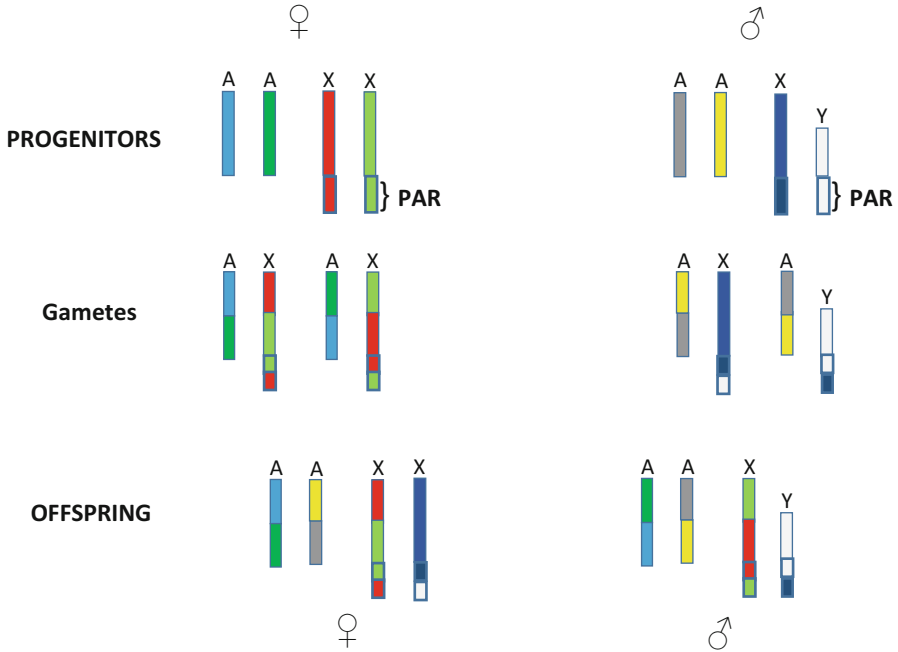 ♀ ♂
A A X X A A X Y
PROGENITORS
} PAR } PAR
A X A X A X A Y
Gametes
A A X X A A X Y
OFFSPRING
♀ ♂